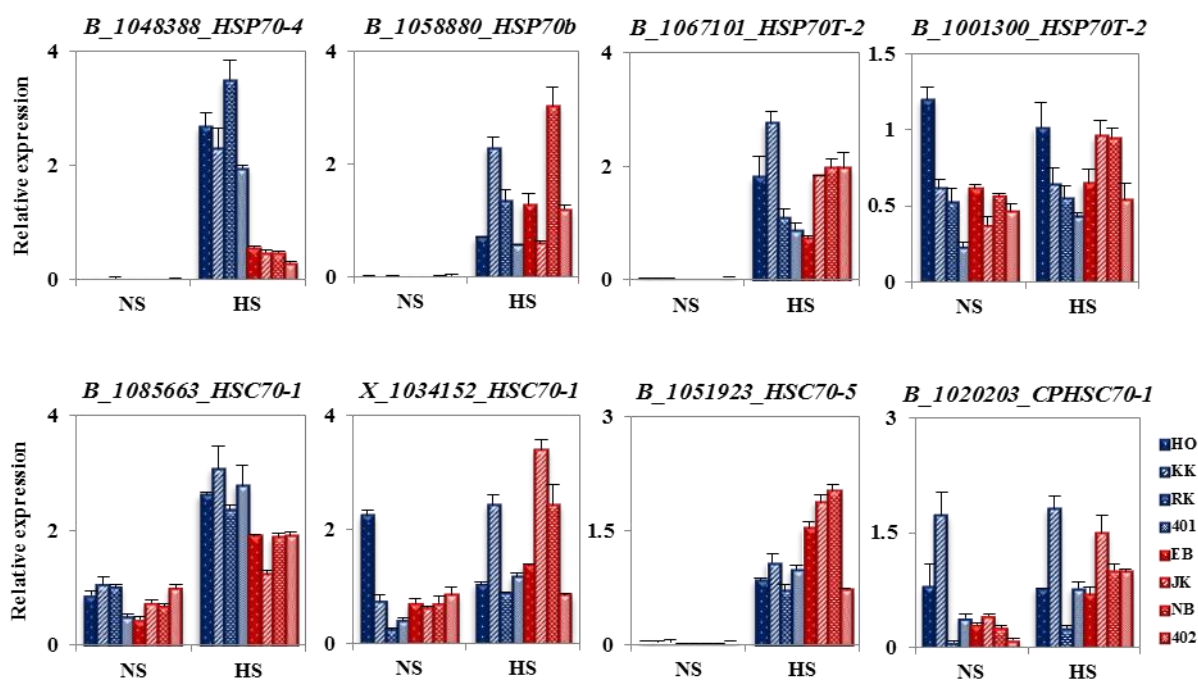 B_1048388_HSP70-4
B_1058880_HSP70b
B_1067101_HSP70T-2
B_1001300_HSP70T-2
Relative expression
4
2
0
NS
HS
4
2
0
NS
HS
4
2
0
NS
HS
1.5
1
0.5
0
NS
HS
B_1085663_HSC70-1
X_1034152_HSC70-1
B_1051923_HSC70-5
B_1020203_CPHSC70-1
Relative expression
4
2
0
NS
HS
4
2
0
NS
HS
3
1.5
0
NS
HS
3
1.5
0
NS
HS
HO
KK
RK
401
EB
JK
NB
402